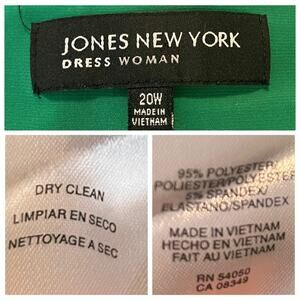 JONES NEW YORK
DRESS WOMAN
20W
MADE IN
VIETNAM
DRY CLEAN
LIMPIAR EN SECO
NETTOYAGE A SEC
95% POLYESTER/
POLIESTER/POLYESTER
5% SPANDEX/
ELASTANO/SPANDEX
MADE IN VIETNAM
HECHO EN VIETNAM
FAIT AU VIETNAM
RN 54050
CA 08349